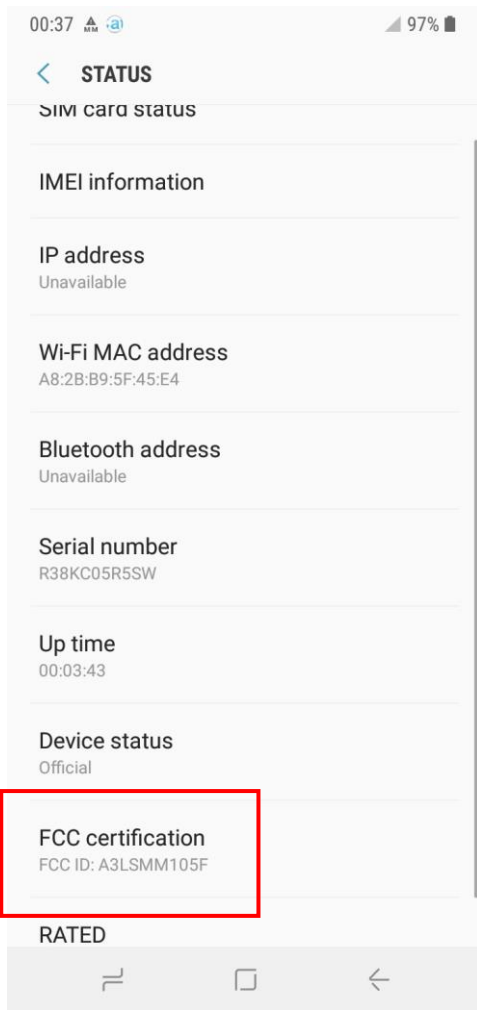 00:37 97%
STATUS
SIM card status
IMEI information
IP address
Unavailable
Wi-Fi MAC address
A8:2B:B9:5F:45:E4
Bluetooth address
Unavailable
Serial number
R38KC05R5SW
Up time
00:03:43
Device status
Official
FCC certification
FCC ID: A3LSMM105F
RATED